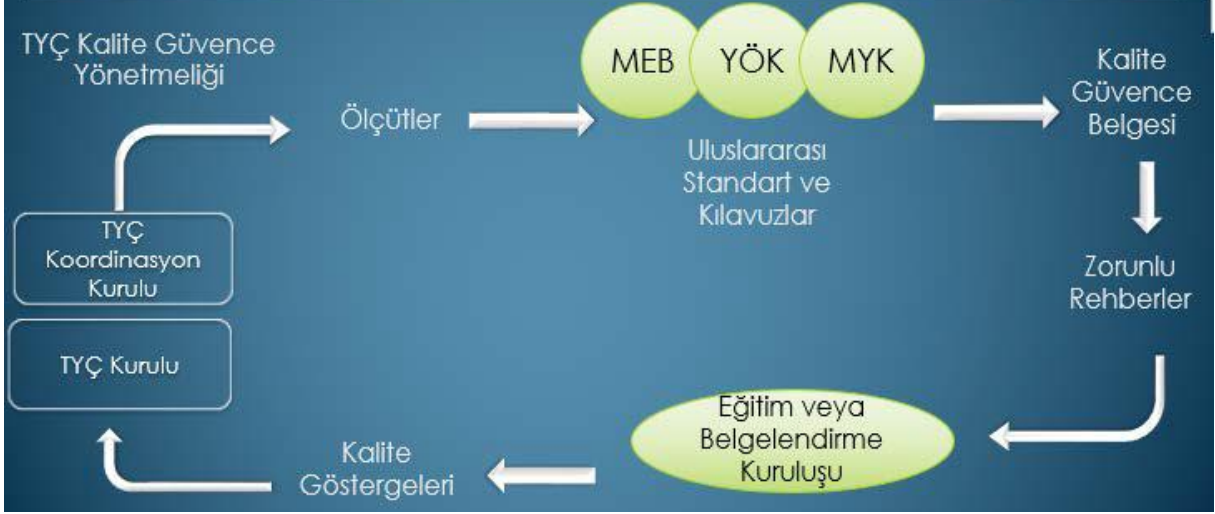 TYÇ Kalite Güvence
Yönetmeliği
Ölçütler
MEB
YÖK
MYK
Uluslararası
Standart ve
Kılavuzlar
Kalite
Güvence
Belgesi
Zorunlu
Rehberler
Eğitim veya
Belgelendirme
Kuruluşu
Kalite
Göstergeleri
TYÇ Kurulu
TYÇ
Koordinasyon
Kurulu